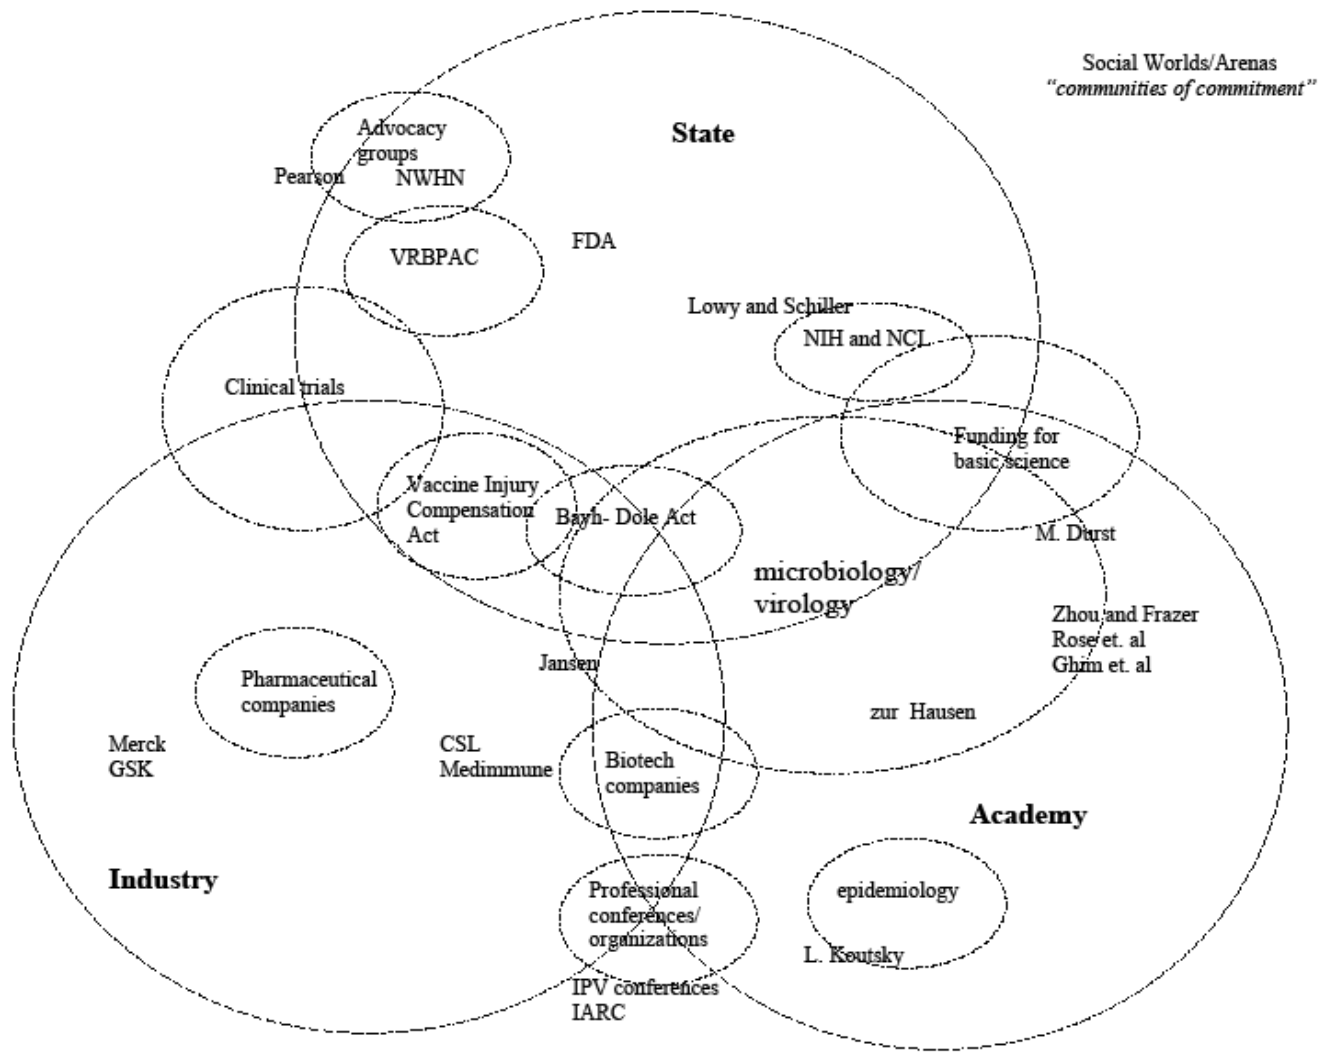 Social Worlds/Arenas
“communities of commitment”
State
Advocacy
groups
Pearson
NWHN
VRBPAC
FDA
Lowy and Schiller
NIH and NCL
Clinical trials
Funding for
basic science
Vaccine Injury
Compensation
Act
Bayh- Dole Act
M. Durst
microbiology/
virology
Zhou and Frazer
Rose et. al
Ghim et. al
Jansen
Pharmaceutical
companies
zur Hausen
Merck
GSK
CSL
Medimmune
Biotech
companies
Academy
Industry
Professional
conferences/
organizations
epidemiology
L. Koutsky
IPV conferences
IARC